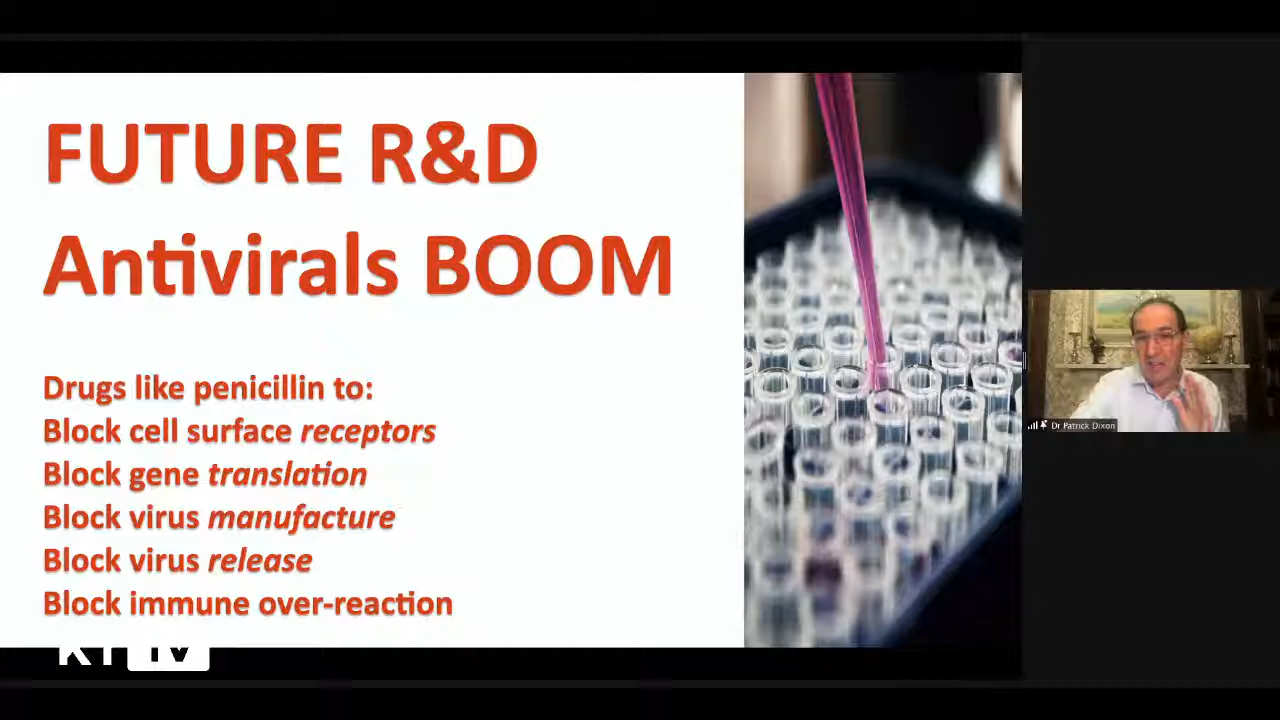 FUTURE R&D
Antivirals BOOM
Drugs like penicillin to:
Block cell surface receptors
Block gene translation
Block virus manufacture
Block virus release
Block immune over-reaction
Dr Patrick Dixon